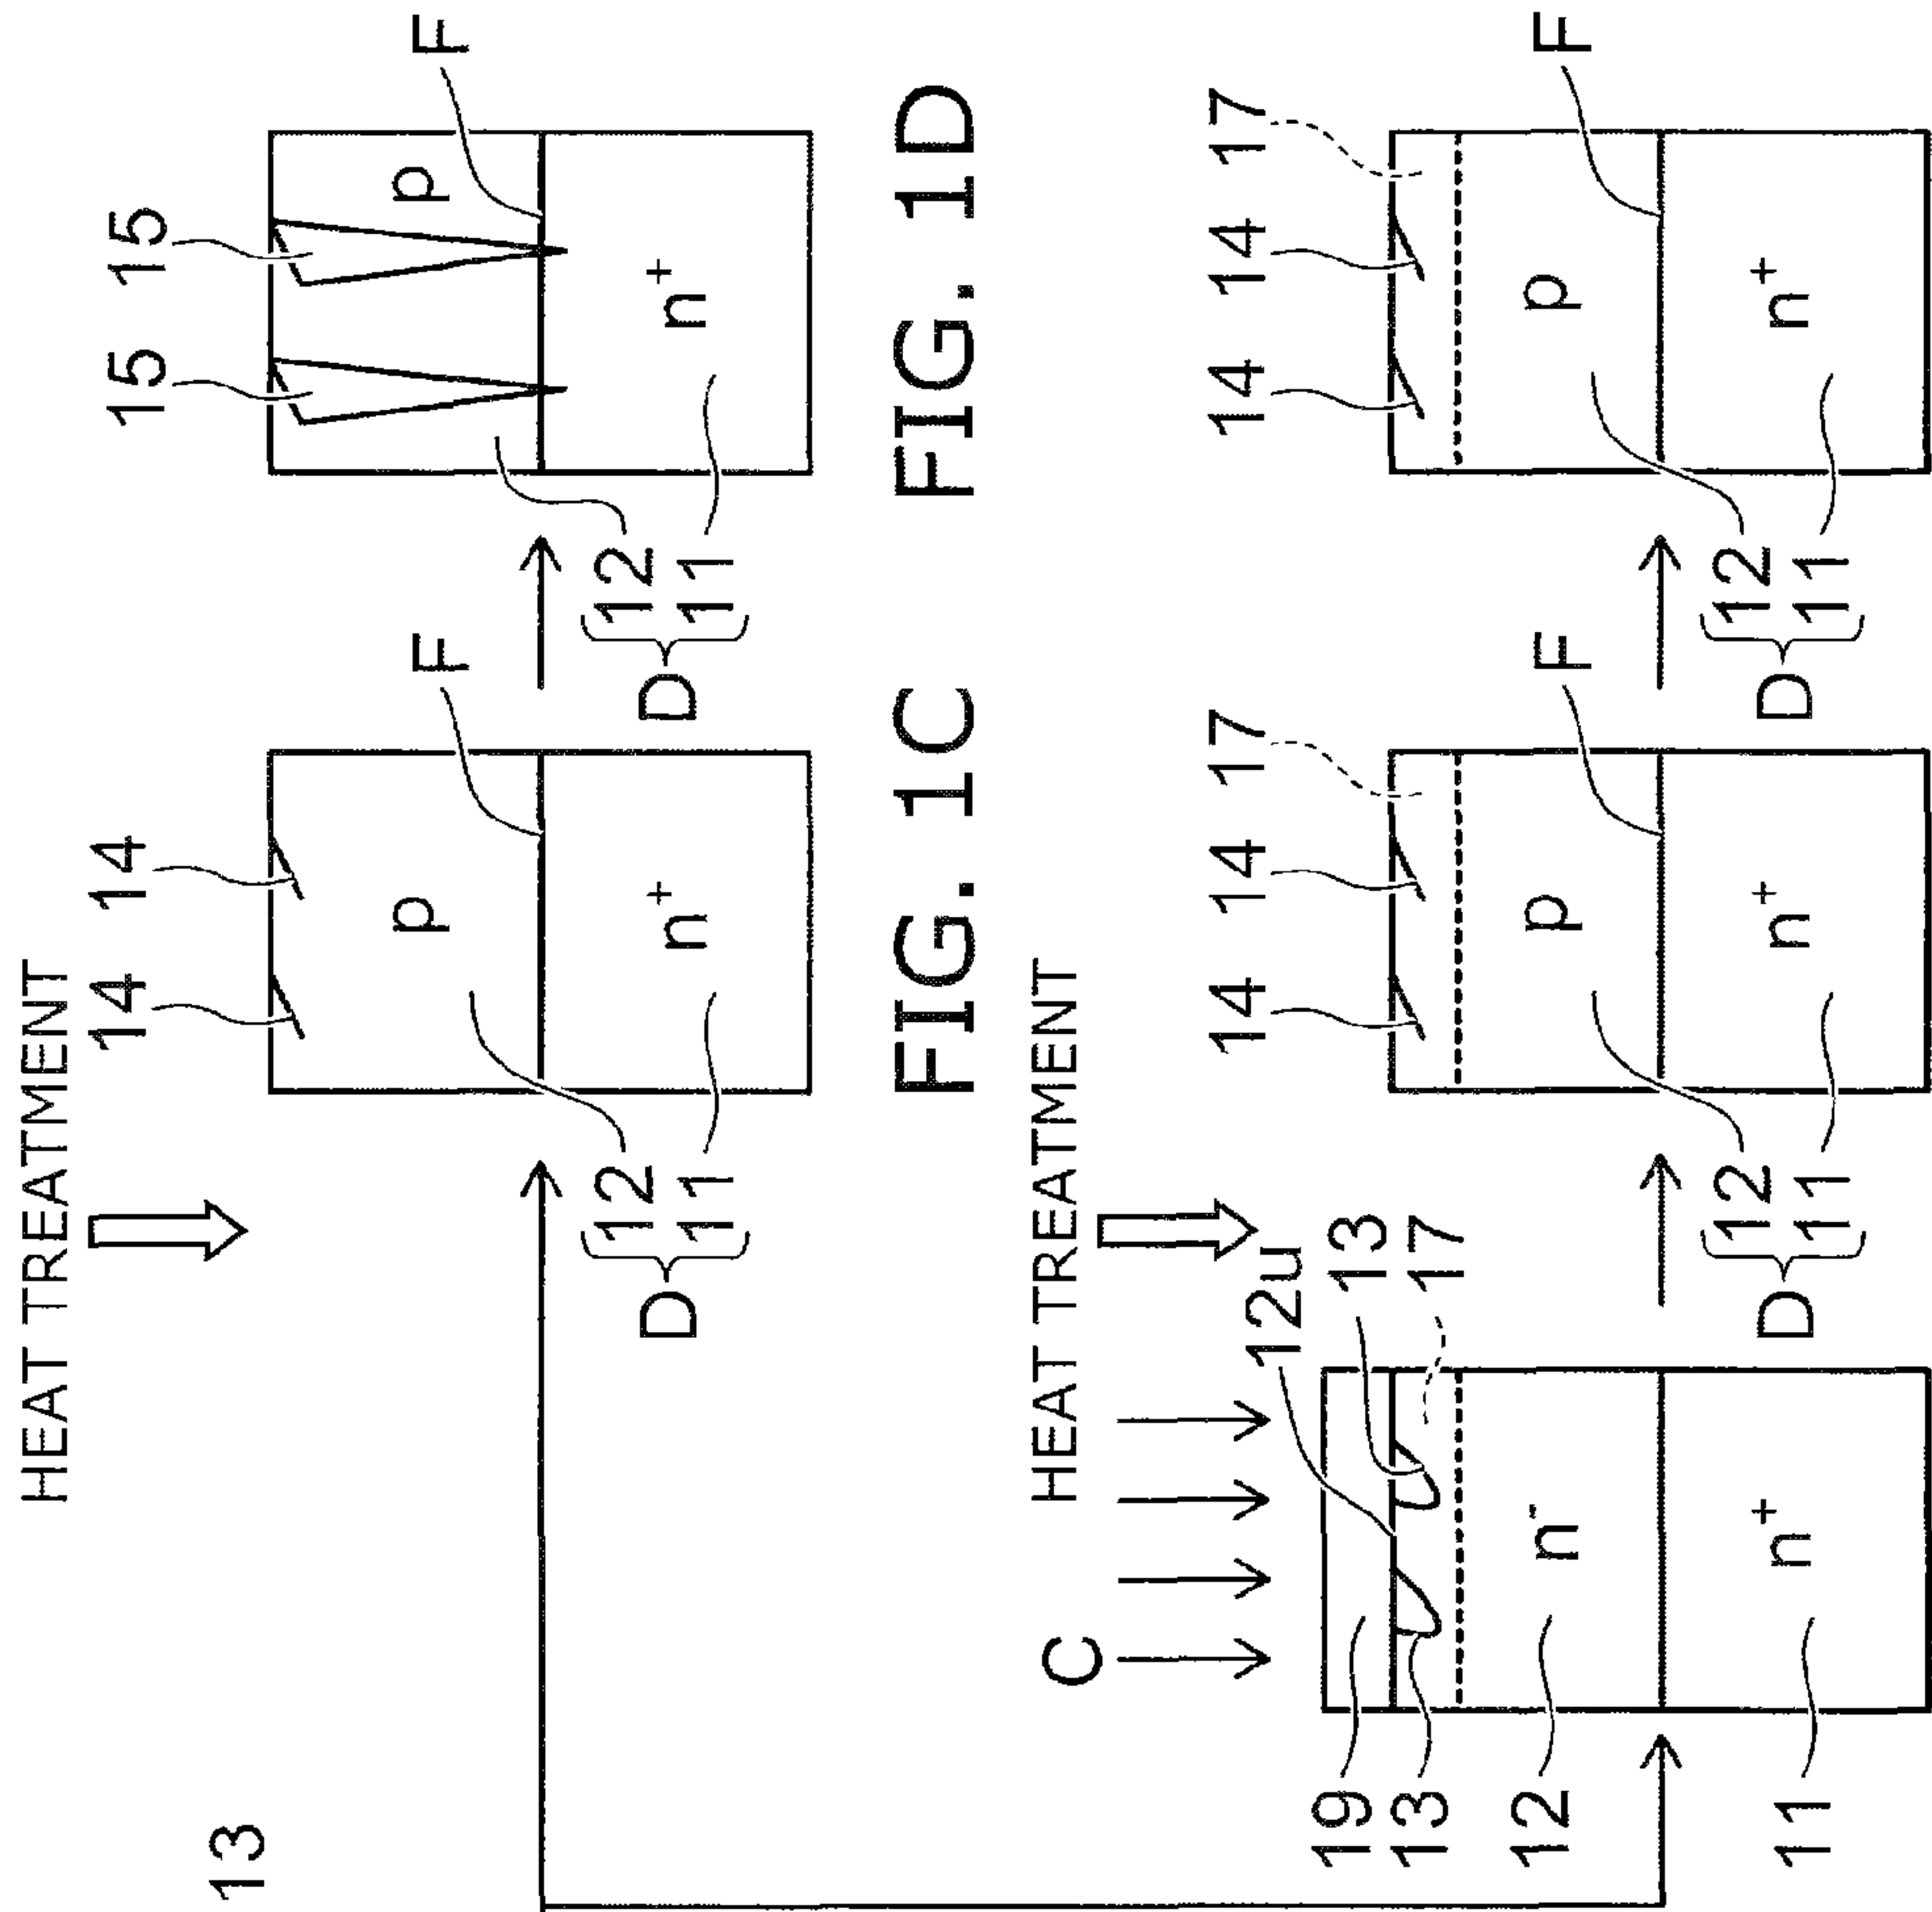 HEAT TREATMENT
13
14
14
p
n⁺
F
D
12
11
FIG. 1C
15
15
p
n⁺
F
D
12
11
FIG. 1D
HEAT TREATMENT
C
12u
13
17
19
13
12
11
n⁻
n⁺
14
14
17
p
n⁺
F
D
12
11
14
14
17
p
n⁺
F
D
12
11